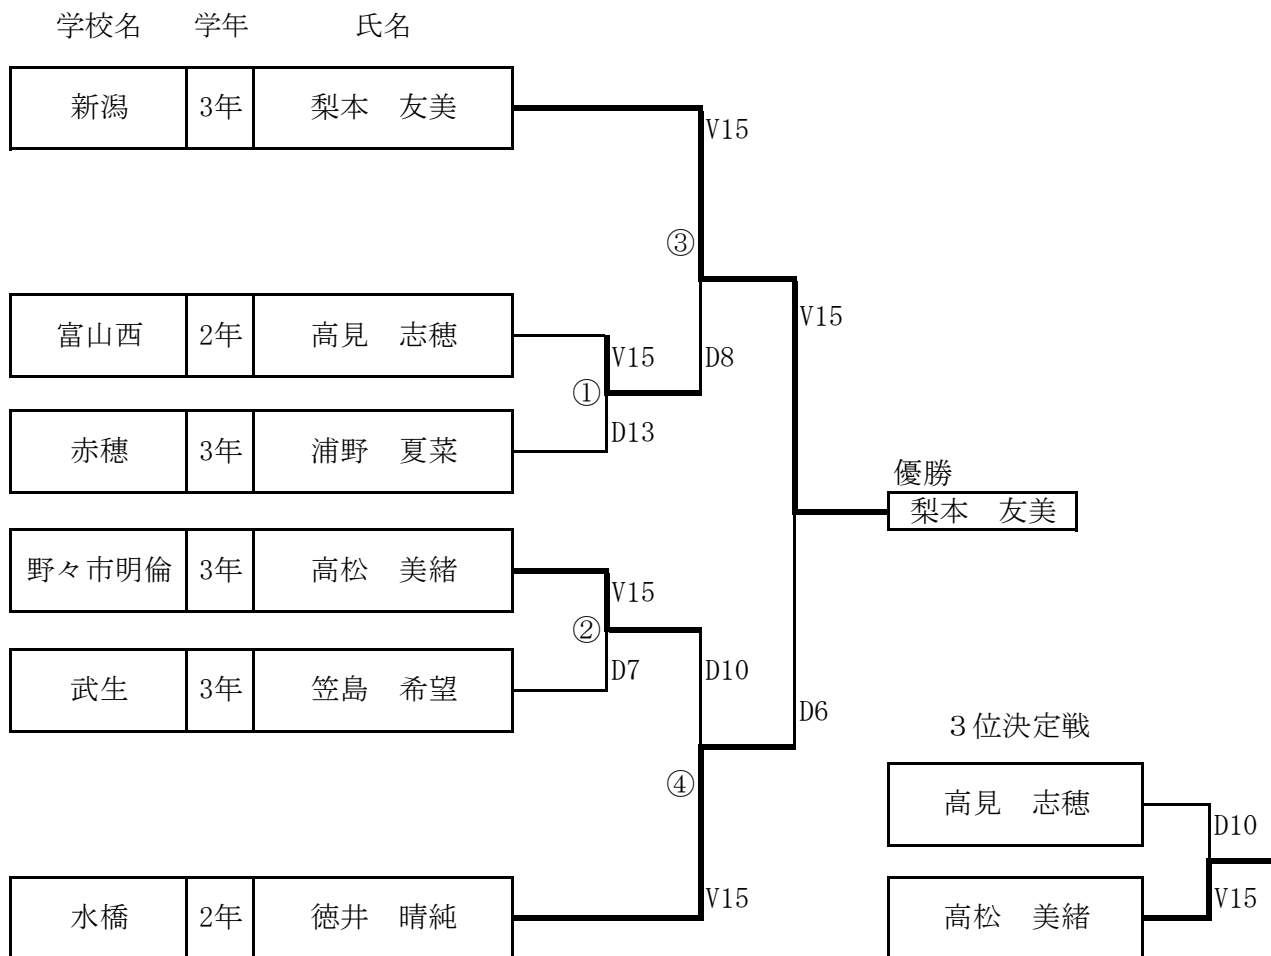 学校名 学年 氏名
新潟 3年 梨本 友美
V15
③
富山西 2年 高見 志穂
V15
V15 D8
①
D13
赤穂 3年 浦野 夏菜
優勝
梨本 友美
野々市明倫 3年 高松 美緒
V15
②
D7 D10
武生 3年 笠島 希望
D6
３位決定戦
④
高見 志穂
D10
V15 V15
水橋 2年 徳井 晴純
高松 美緒